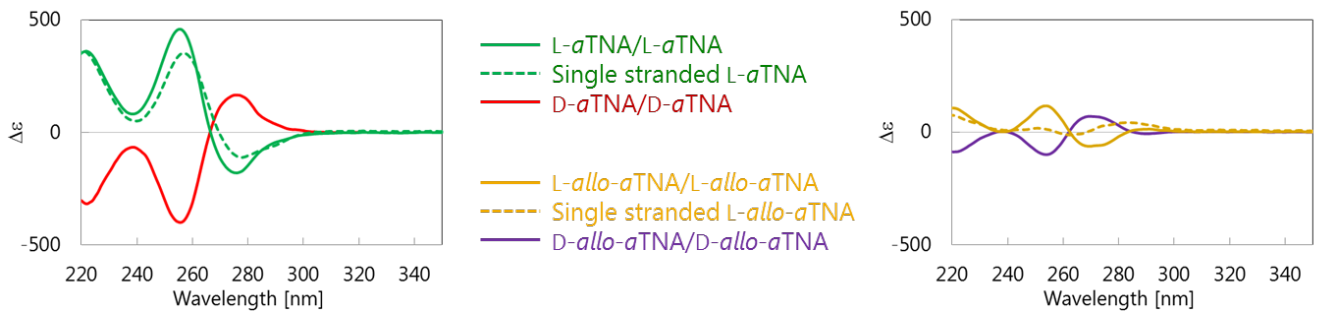 500
0
-500
Δε
220 240 260 280 300 320 340
Wavelength [nm]
L-aTNA/L-aTNA
Single stranded L-aTNA
D-aTNA/D-aTNA
L-allo-aTNA/L-allo-aTNA
Single stranded L-allo-aTNA
D-allo-aTNA/D-allo-aTNA
500
0
-500
Δε
220 240 260 280 300 320 340
Wavelength [nm]